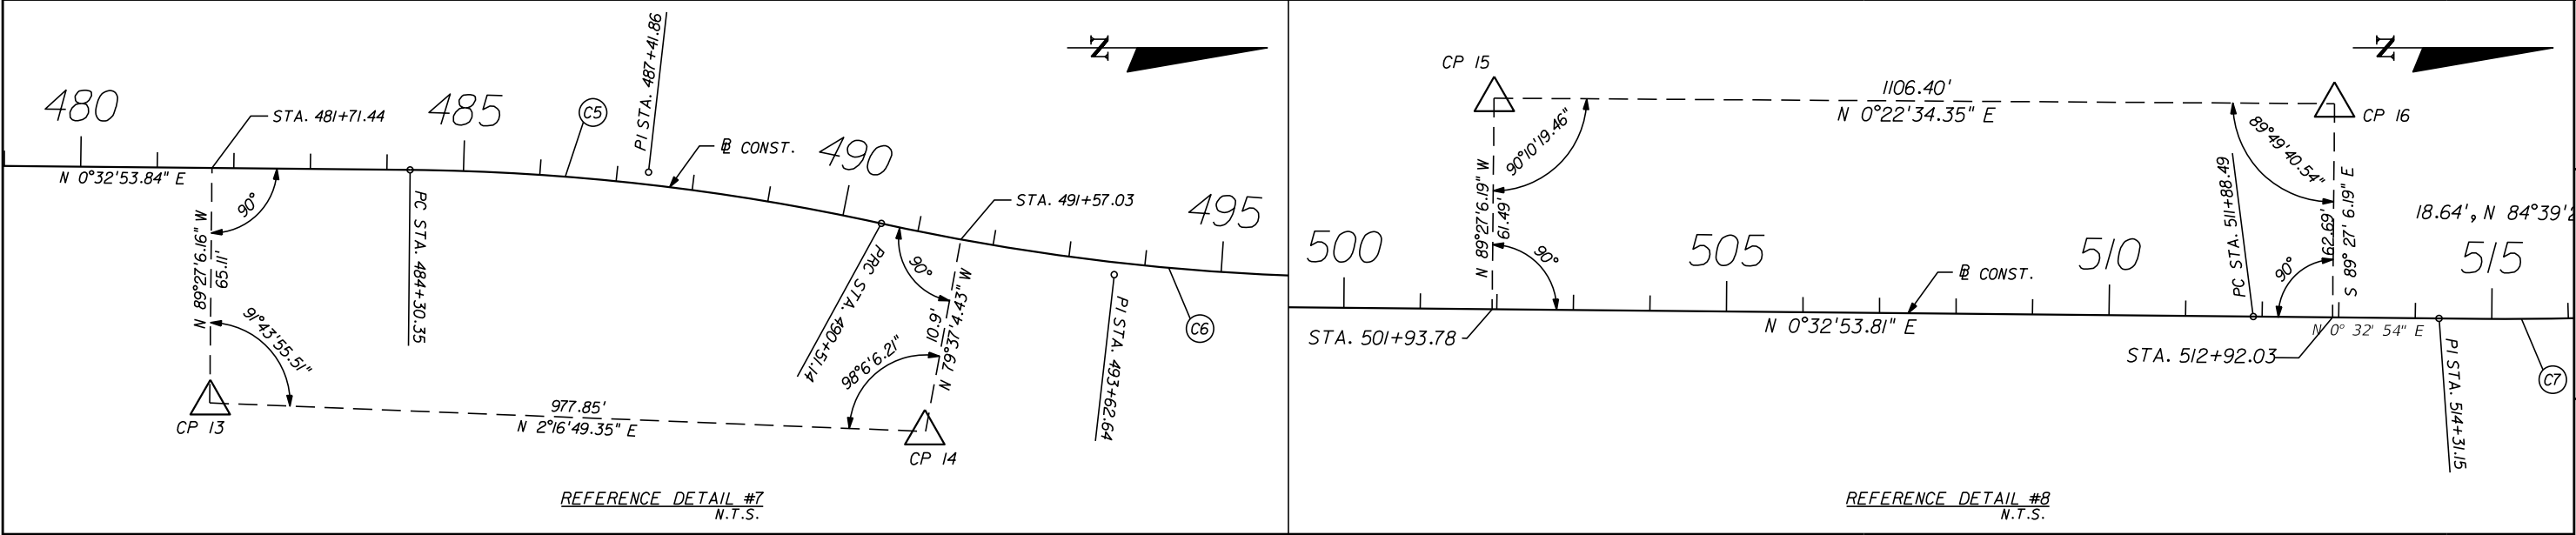 480
STA. 481+71.44
485
C5
PI STA. 487+41.86
B CONST.
490
N
STA. 491+57.03
495
N 0°32'53.84" E
90°
N 89°27'6.16" W
65.11'
91°43'55.51"
PC STA. 484+30.35
PRC STA. 490+51.14
90°
10.9'
N 79°37'4.43" W
98°6'6.21"
PI STA. 493+62.64
C6
977.85'
N 2°16'49.35" E
CP 13
CP 14
REFERENCE DETAIL #7
N.T.S.
CP 15
1106.40'
N 0°22'34.35" E
N
CP 16
90°10'19.46"
89°49'40.54"
N 89°27'6.19" W
61.49'
90°
500
505
510
515
PC STA. 511+88.49
90°
62.69'
S 89° 27' 6.19" E
18.64', N 84°39'2
B CONST.
STA. 501+93.78
N 0°32'53.81" E
STA. 512+92.03
N 0° 32' 54" E
PI STA. 514+31.15
C7
REFERENCE DETAIL #8
N.T.S.